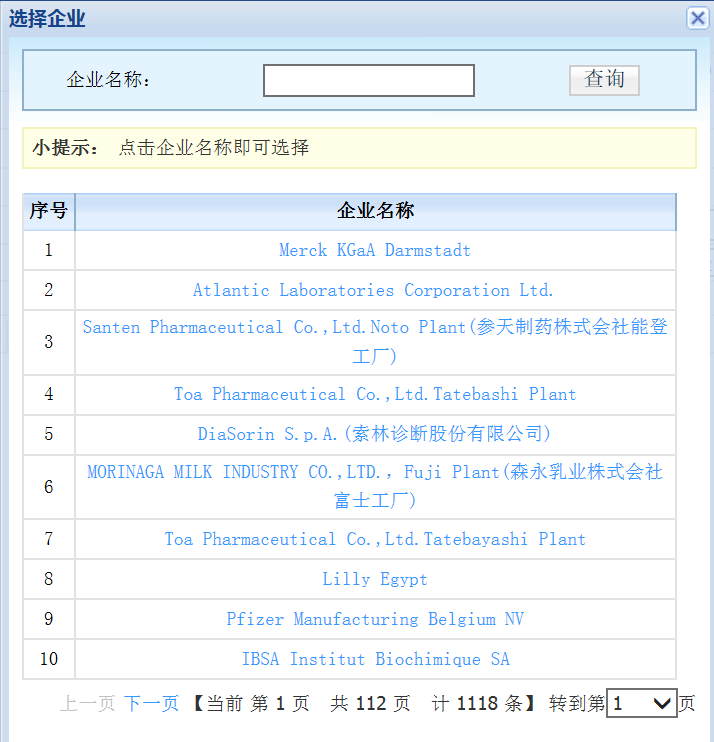 选择企业
企业名称： 查询
小提示： 点击企业名称即可选择
序号 企业名称
1 Merck KGaA Darmstadt
2 Atlantic Laboratories Corporation Ltd.
3 Santen Pharmaceutical Co.,Ltd.Noto Plant(参天制药株式会社能登
工厂)
4 Toa Pharmaceutical Co.,Ltd.Tatebashi Plant
5 DiaSorin S.p.A.(索林诊断股份有限公司)
6 MORINAGA MILK INDUSTRY CO.,LTD.，Fuji Plant(森永乳业株式会社
富士工厂)
7 Toa Pharmaceutical Co.,Ltd.Tatebayashi Plant
8 Lilly Egypt
9 Pfizer Manufacturing Belgium NV
10 IBSA Institut Biochimique SA
上一页 下一页 【当前 第 1 页 共 112 页 计 1118 条】 转到第 1 页